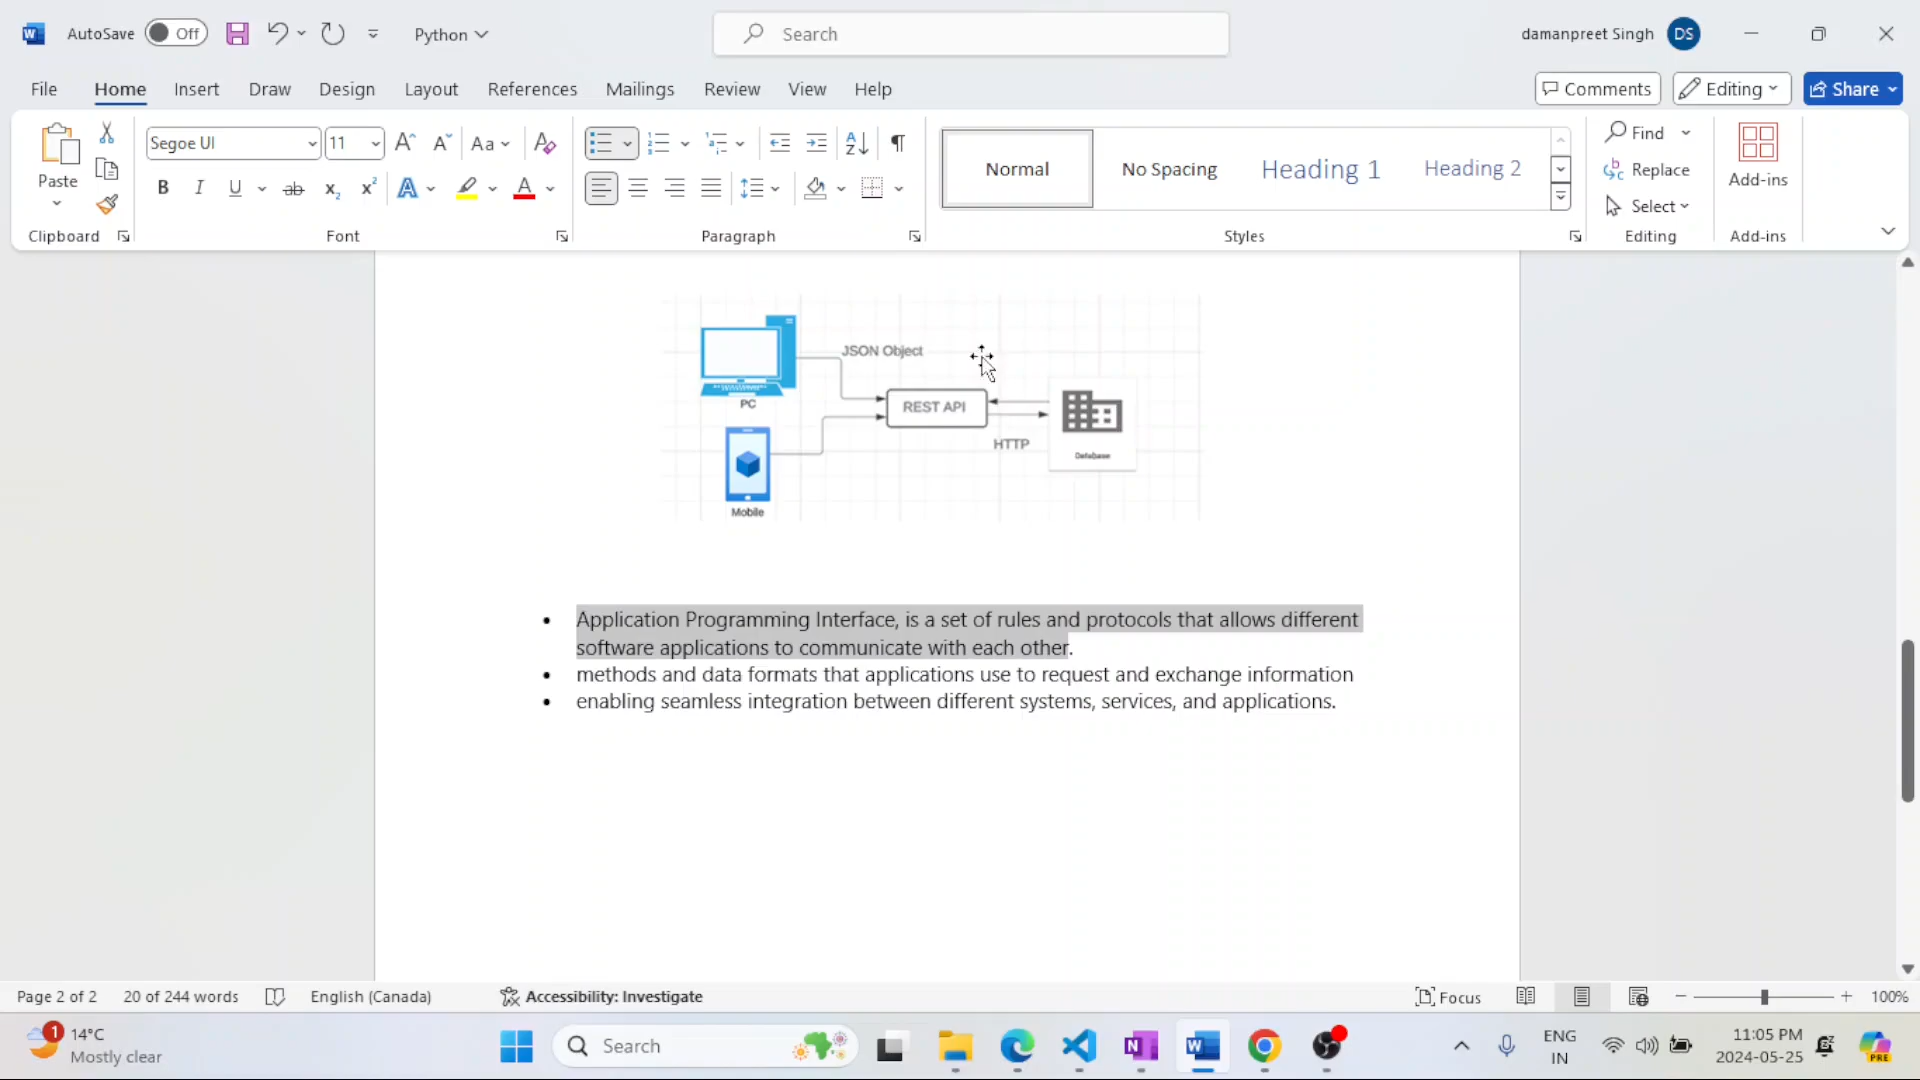 AutoSave Off Python Search damanpreet Singh DS
File Home Insert Draw Design Layout References Mailings Review View Help Comments Editing Share
Paste Segoe UI 11 Normal No Spacing Heading 1 Heading 2 Find Replace Select Add-ins
Clipboard Font Paragraph Styles Editing Add-ins
JSON Object
PC
REST API
HTTP
Database
Mobile
• Application Programming Interface, is a set of rules and protocols that allows different
software applications to communicate with each other.
• methods and data formats that applications use to request and exchange information
• enabling seamless integration between different systems, services, and applications.
Page 2 of 2 20 of 244 words English (Canada) Accessibility: Investigate Focus 100%
1 14°C
Mostly clear
Search
ENG
IN
11:05 PM
2024-05-25
PRE